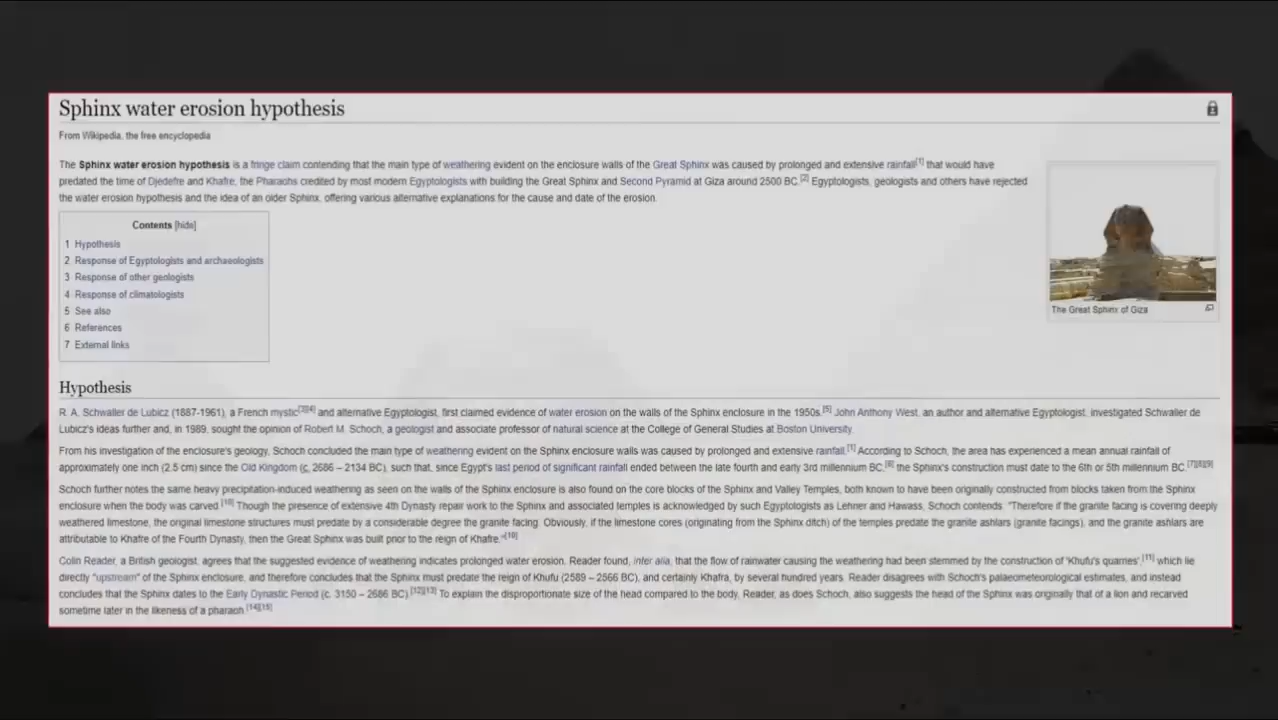 Sphinx water erosion hypothesis
From Wikipedia, the free encyclopedia
The Sphinx water erosion hypothesis is a fringe claim contending that the main type of weathering evident on the enclosure walls of the Great Sphinx was caused by prolonged and extensive rainfall[1] that would have
predated the time of Djedefre and Khafre, the Pharaohs credited by most modern Egyptologists with building the Great Sphinx and Second Pyramid at Giza around 2500 BC.[2] Egyptologists, geologists and others have rejected
the water erosion hypothesis and the idea of an older Sphinx, offering various alternative explanations for the cause and date of the erosion.
Contents [hide]
1 Hypothesis
2 Response of Egyptologists and archaeologists
3 Response of other geologists
4 Response of climatologists
5 See also
6 References
7 External links
The Great Sphinx of Giza
Hypothesis
R. A. Schwaller de Lubicz (1887-1961), a French mystic[3][4] and alternative Egyptologist, first claimed evidence of water erosion on the walls of the Sphinx enclosure in the 1950s.[5] John Anthony West, an author and alternative Egyptologist, investigated Schwaller de
Lubicz's ideas further and, in 1989, sought the opinion of Robert M. Schoch, a geologist and associate professor of natural science at the College of General Studies at Boston University.
From his investigation of the enclosure's geology, Schoch concluded the main type of weathering evident on the Sphinx enclosure walls was caused by prolonged and extensive rainfall.[1] According to Schoch, the area has experienced a mean annual rainfall of
approximately one inch (2.5 cm) since the Old Kingdom (c. 2686 – 2134 BC), such that, since Egypt's last period of significant rainfall ended between the late fourth and early 3rd millennium BC,[6] the Sphinx's construction must date to the 6th or 5th millennium BC.[7][8][9]
Schoch further notes the same heavy precipitation-induced weathering as seen on the walls of the Sphinx enclosure is also found on the core blocks of the Sphinx and Valley Temples, both known to have been originally constructed from blocks taken from the Sphinx
enclosure when the body was carved.[10] Though the presence of extensive 4th Dynasty repair work to the Sphinx and associated temples is acknowledged by such Egyptologists as Lehner and Hawass, Schoch contends: "Therefore if the granite facing is covering deeply
weathered limestone, the original limestone structures must predate by a considerable degree the granite facing. Obviously, if the limestone cores (originating from the Sphinx ditch) of the temples predate the granite ashlars (granite facings), and the granite ashlars are
attributable to Khafre of the Fourth Dynasty, then the Great Sphinx was built prior to the reign of Khafre."[10]
Colin Reader, a British geologist, agrees that the suggested evidence of weathering indicates prolonged water erosion. Reader found, inter alia, that the flow of rainwater causing the weathering had been stemmed by the construction of 'Khufu's quarries',[11] which lie
directly "upstream" of the Sphinx enclosure, and therefore concludes that the Sphinx must predate the reign of Khufu (2589 – 2566 BC), and certainly Khafra, by several hundred years. Reader disagrees with Schoch's palaeometeorological estimates, and instead
concludes that the Sphinx dates to the Early Dynastic Period (c. 3150 – 2686 BC).[12][13] To explain the disproportionate size of the head compared to the body, Reader, as does Schoch, also suggests the head of the Sphinx was originally that of a lion and recarved
sometime later in the likeness of a pharaoh.[14][15]